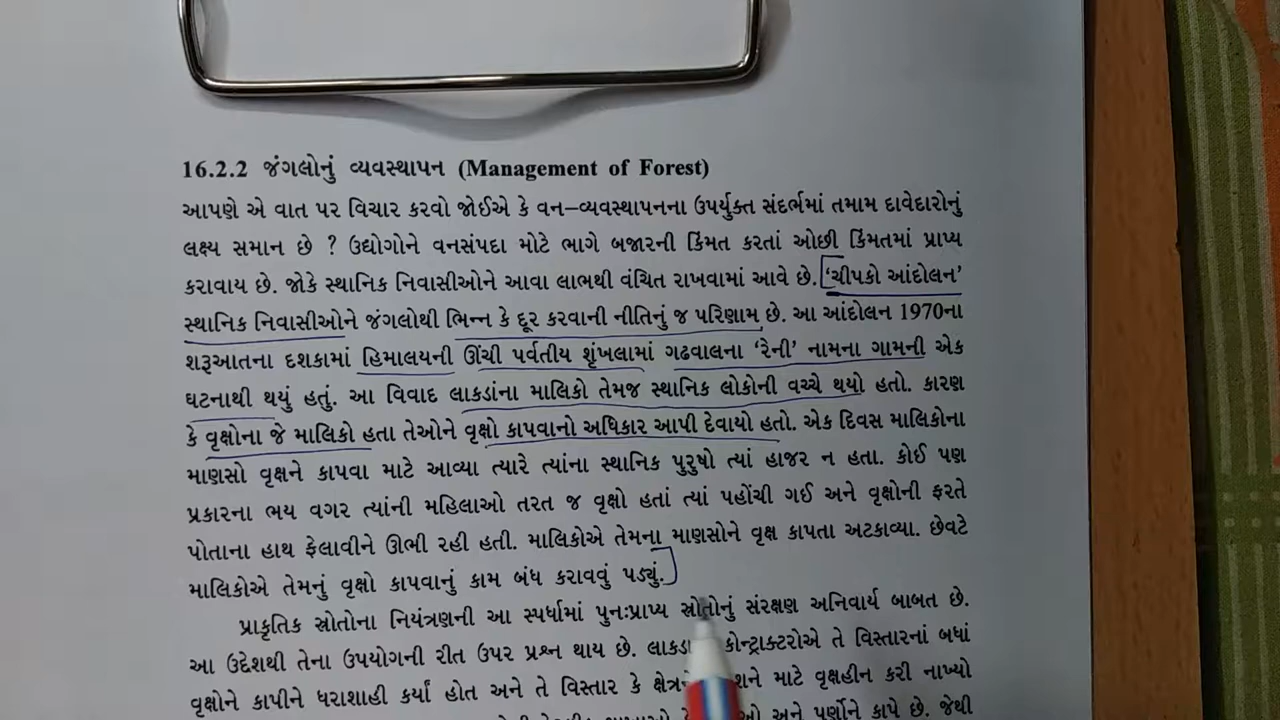 16.2.2 જંગલોનું વ્યવસ્થાપન (Management of Forest)
આપણે એ વાત પર વિચાર કરવો જોઈએ કે વન–વ્યવસ્થાપનના ઉપર્યુક્ત સંદર્ભમાં તમામ દાવેદારોનું
લક્ષ્ય સમાન છે ? ઉદ્યોગોને વનસંપદા મોટે ભાગે બજારની કિંમત કરતાં ઓછી કિંમતમાં પ્રાપ્ય
કરાવાય છે. જોકે સ્થાનિક નિવાસીઓને આવા લાભથી વંચિત રાખવામાં આવે છે. ‘ચીપકો આંદોલન’
સ્થાનિક નિવાસીઓને જંગલોથી ભિન્ન કે દૂર કરવાની નીતિનું જ પરિણામ છે. આ આંદોલન 1970ના
શરૂઆતના દશકામાં હિમાલયની ઊંચી પર્વતીય શૃંખલામાં ગઢવાલના ‘રૈની’ નામના ગામની એક
ઘટનાથી થયું હતું. આ વિવાદ લાકડાંના માલિકો તેમજ સ્થાનિક લોકોની વચ્ચે થયો હતો. કારણ
કે વૃક્ષોના જે માલિકો હતા તેઓને વૃક્ષો કાપવાનો અધિકાર આપી દેવાયો હતો. એક દિવસ માલિકોના
માણસો વૃક્ષને કાપવા માટે આવ્યા ત્યારે ત્યાંના સ્થાનિક પુરુષો ત્યાં હાજર ન હતા. કોઈ પણ
પ્રકારના ભય વગર ત્યાંની મહિલાઓ તરત જ વૃક્ષો હતાં ત્યાં પહોંચી ગઈ અને વૃક્ષોની ફરતે
પોતાના હાથ ફેલાવીને ઊભી રહી હતી. માલિકોએ તેમના માણસોને વૃક્ષ કાપતા અટકાવ્યા. છેવટે
માલિકોએ તેમનું વૃક્ષો કાપવાનું કામ બંધ કરાવવું પડ્યું.
પ્રાકૃતિક સ્રોતોના નિયંત્રણની આ સ્પર્ધામાં પુનઃપ્રાપ્ય સ્રોતોનું સંરક્ષણ અનિવાર્ય બાબત છે.
આ ઉદ્દેશથી તેના ઉપયોગની રીત ઉપર પ્રશ્ન થાય છે. કોન્ટ્રાક્ટરોએ તે વિસ્તારનાં બધાં
વૃક્ષોને કાપીને ધરાશાહી કર્યાં હોત અને તે વિસ્તાર કે માટે વૃક્ષહીન કરી નાખ્યો
અને પર્ણોને કાપે છે. જેથી